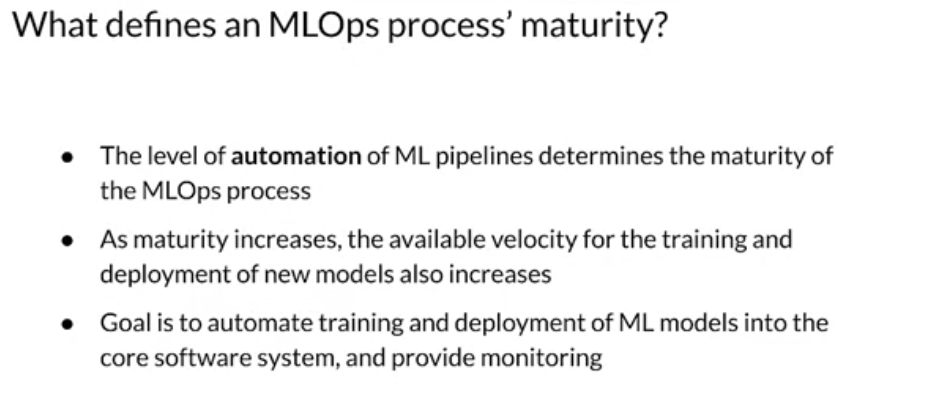 What defines an MLOps process’ maturity?
● The level of automation of ML pipelines determines the maturity of
the MLOps process
● As maturity increases, the available velocity for the training and
deployment of new models also increases
● Goal is to automate training and deployment of ML models into the
core software system, and provide monitoring